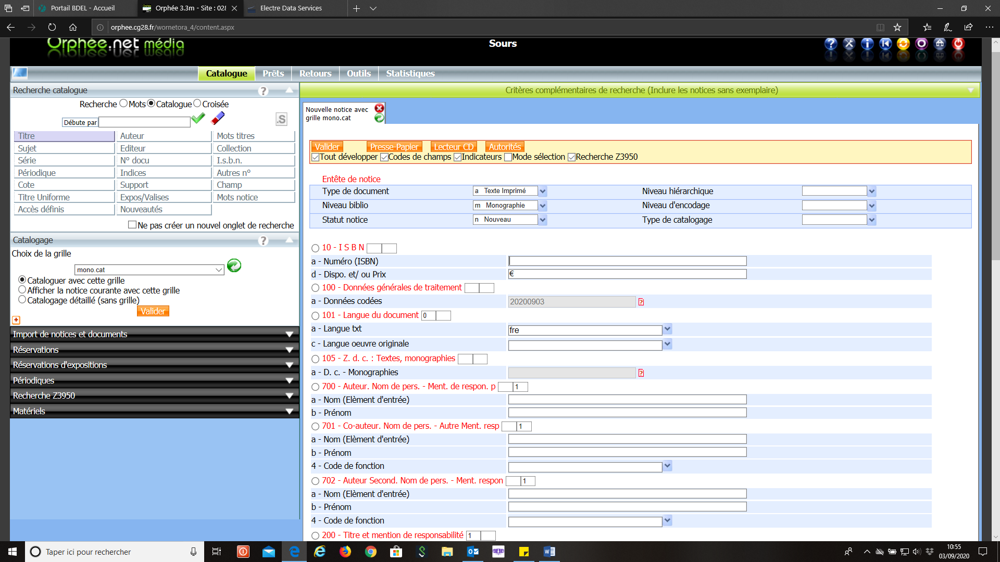 Portail BDEL - Accueil
Orphée 3.3m - Site : 028
Electre Data Services
orphee.cg28.fr/wornetora_4/content.aspx
Orphée.net média
Sours
Catalogue
Prêts
Retours
Outils
Statistiques
Recherche catalogue
Recherche Mots Catalogue Croisée
Débute par
.S
Titre Auteur Mots titres
Sujet Editeur Collection
Série N° docu I.s.b.n.
Périodique Indices Autres n°
Cote Support Champ
Titre Uniforme Expos/Valises Mots notice
Accès définis Nouveautés
Ne pas créer un nouvel onglet de recherche
Catalogage
Choix de la grille
mono.cat
Cataloguer avec cette grille
Afficher la notice courante avec cette grille
Catalogage détaillé (sans grille)
Valider
Import de notices et documents
Réservations
Réservations d'expositions
Périodiques
Recherche Z3950
Matériels
Critères complémentaires de recherche (Inclure les notices sans exemplaire)
Nouvelle notice avec
grille mono.cat
Valider Presse-Papier Lecteur CD Autorités
Tout développer Codes de champs Indicateurs Mode sélection Recherche Z3950
Entête de notice
Type de document a Texte Imprimé Niveau hiérarchique
Niveau biblio m Monographie Niveau d'encodage
Statut notice n Nouveau Type de catalogage
10 - I S B N
a - Numéro (ISBN)
d - Dispo. et/ ou Prix €
100 - Données générales de traitement
a - Données codées 20200903 ?
101 - Langue du document 0
a - Langue txt fre
c - Langue oeuvre originale
105 - Z. d. c. : Textes, monographies
a - D. c. - Monographies ?
700 - Auteur. Nom de pers. - Ment. de respon. p 1
a - Nom (Elèment d'entrée)
b - Prénom
701 - Co-auteur. Nom de pers. - Autre Ment. resp 1
a - Nom (Elèment d'entrée)
b - Prénom
4 - Code de fonction
702 - Auteur Second. Nom de pers. - Ment. respon 1
a - Nom (Elèment d'entrée)
b - Prénom
4 - Code de fonction
200 - Titre et mention de responsabilité 1
Taper ici pour rechercher
10:55
03/09/2020